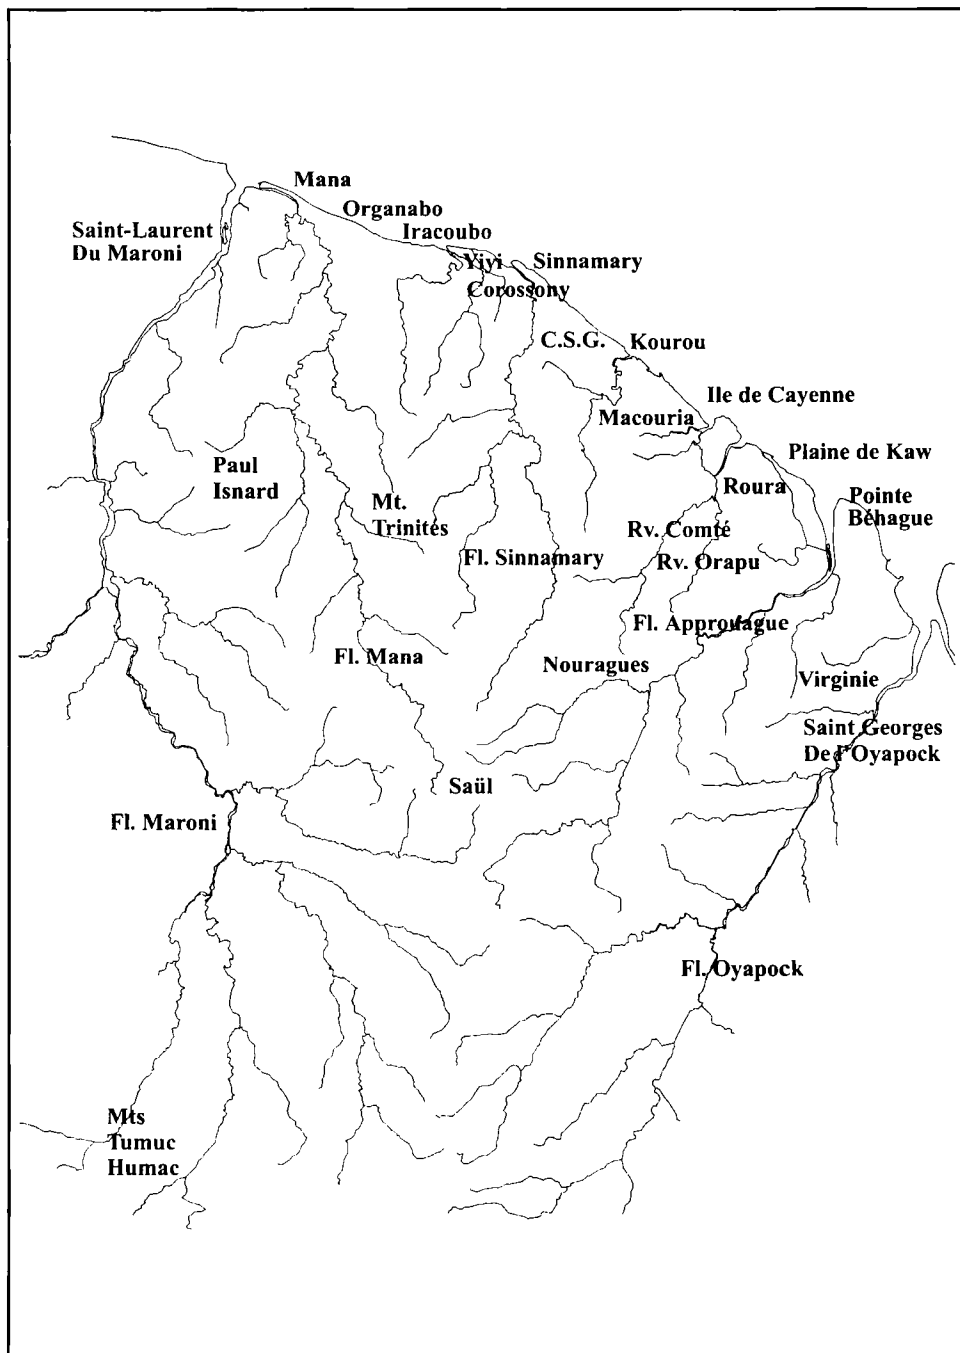 Mana
Organabo
Iracoubo
Saint-Laurent
Du Maroni
Yiyi
Sinnamary
Corossony
C.S.G.
Kourou
Ile de Cayenne
Macouria
Plaine de Kaw
Paul
Isnard
Roura
Pointe
Béhague
Mt.
Trinités
Rv. Comté
Fl. Sinnamary
Rv. Orapu
Fl. Approuague
Fl. Mana
Nouragues
Virginie
Saint Georges
De l'Oyapock
Saül
Fl. Maroni
Fl. Oyapock
Mts
Tumuc
Humac